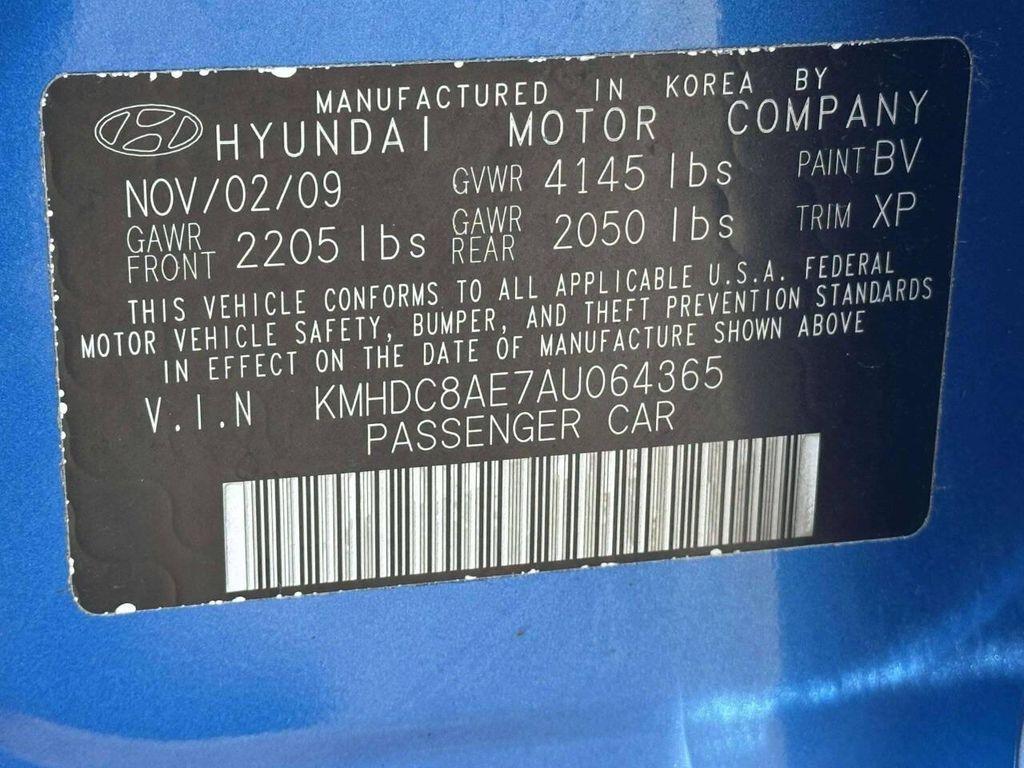 MANUFACTURED IN KOREA BY
HYUNDAI MOTOR COMPANY
NOV/02/09 GVWR 4145 lbs PAINT BV
GAWR FRONT 2205 lbs GAWR REAR 2050 lbs TRIM XP
THIS VEHICLE CONFORMS TO ALL APPLICABLE U.S.A. FEDERAL
MOTOR VEHICLE SAFETY, BUMPER, AND THEFT PREVENTION STANDARDS
IN EFFECT ON THE DATE OF MANUFACTURE SHOWN ABOVE
V.I.N KMHDC8AE7AU064365
PASSENGER CAR